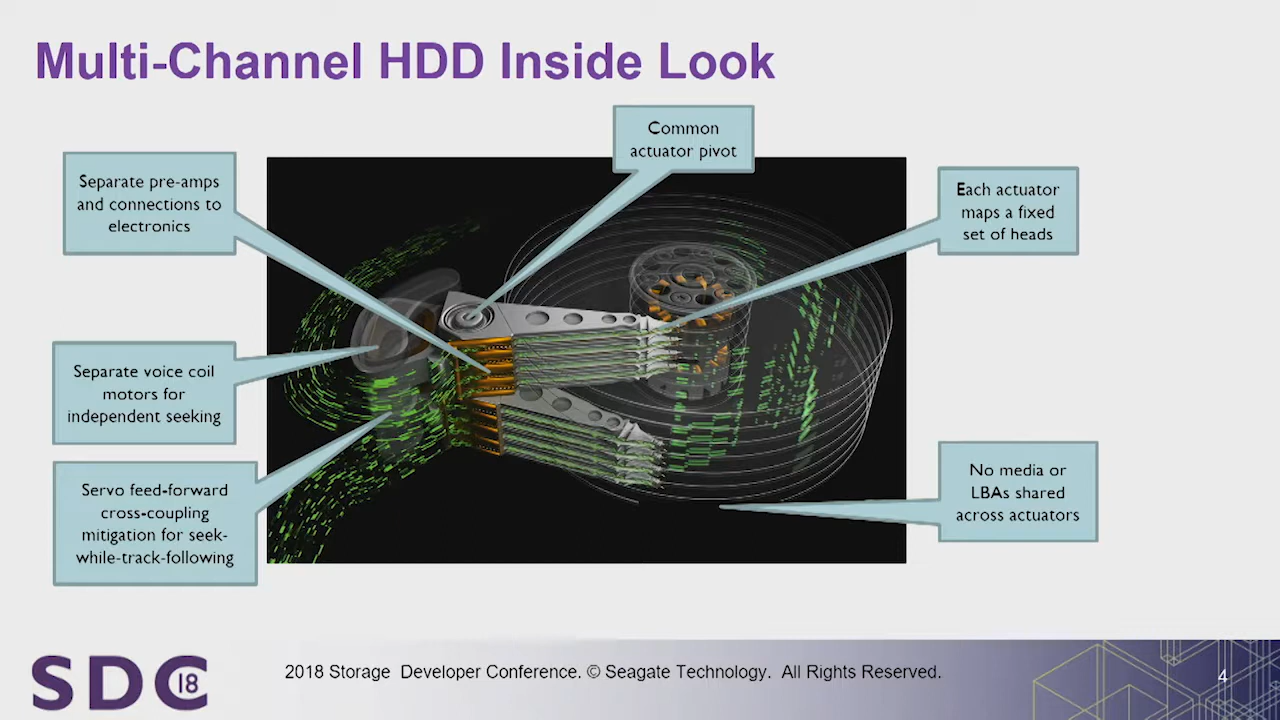 Multi-Channel HDD Inside Look
Common
actuator pivot
Separate pre-amps
and connections to
electronics
Each actuator
maps a fixed
set of heads
Separate voice coil
motors for
independent seeking
Servo feed-forward
cross-coupling
mitigation for seek-
while-track-following
No media or
LBAs shared
across actuators
SDC 18
2018 Storage Developer Conference. © Seagate Technology. All Rights Reserved.
4